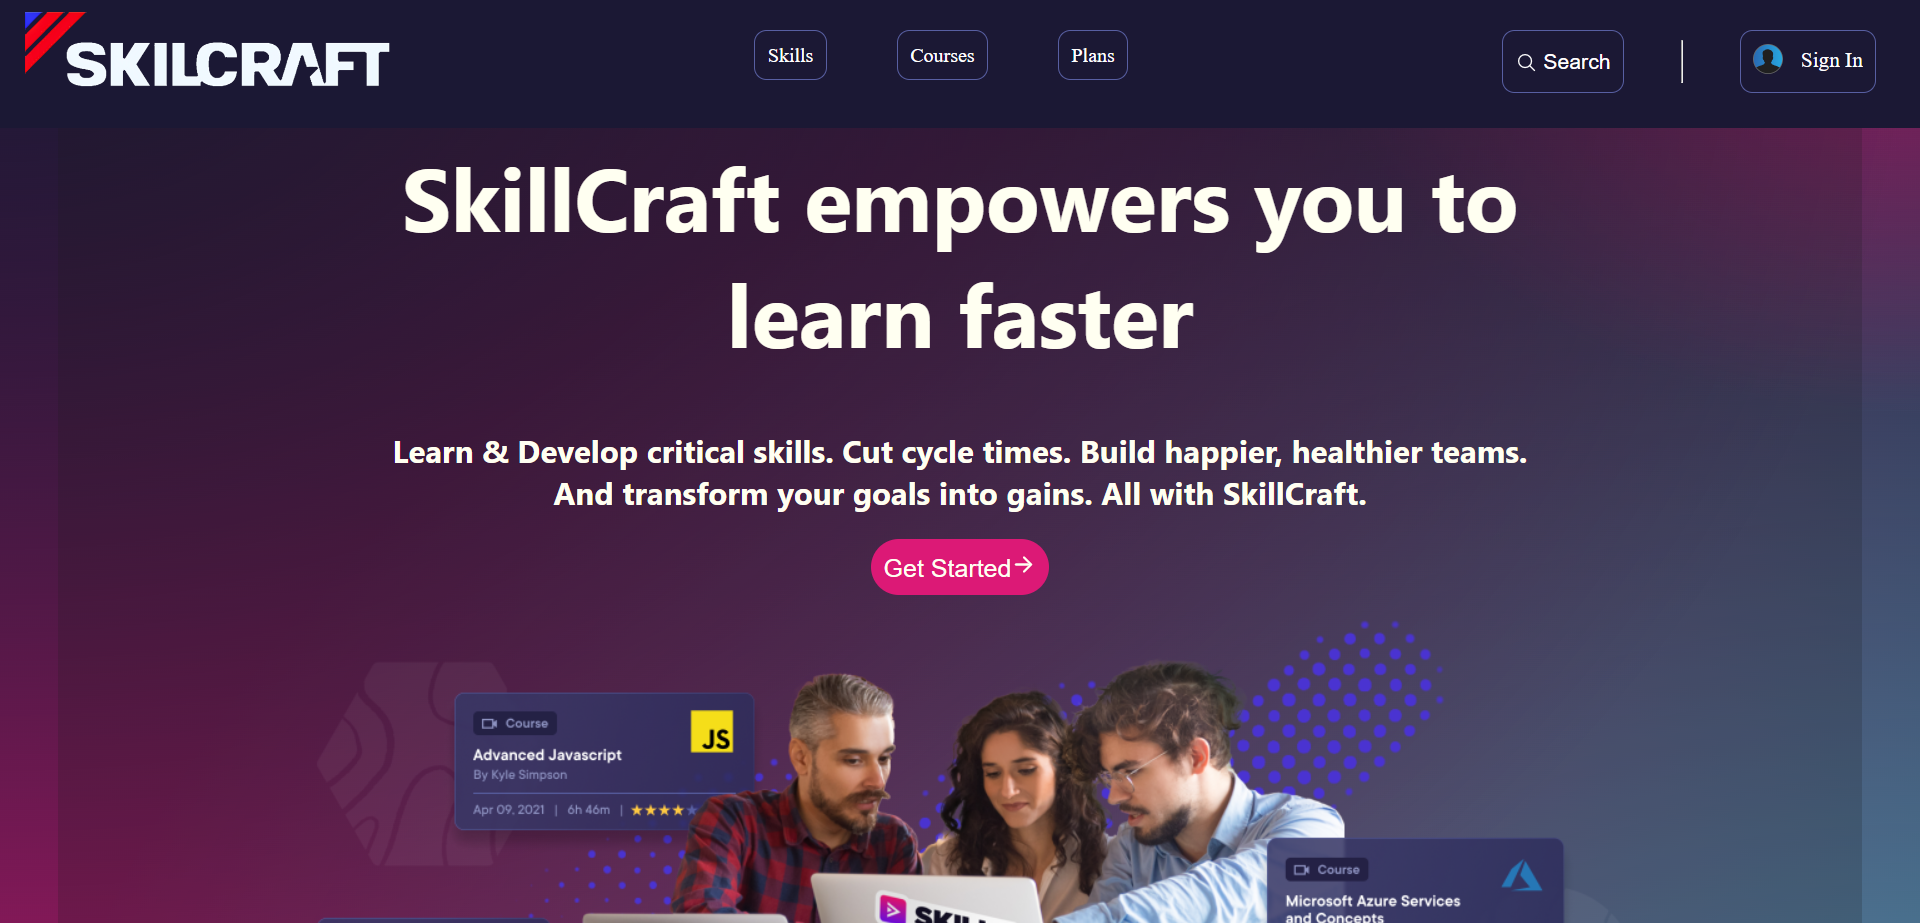 SKILCRAFT
Skills
Courses
Plans
Search
Sign In
SkillCraft empowers you to
learn faster
Learn & Develop critical skills. Cut cycle times. Build happier, healthier teams.
And transform your goals into gains. All with SkillCraft.
Get Started
Course
JS
Advanced Javascript
By Kyle Simpson
Apr 09, 2021 | 6h 46m |
Course
Microsoft Azure Services
and Concepts